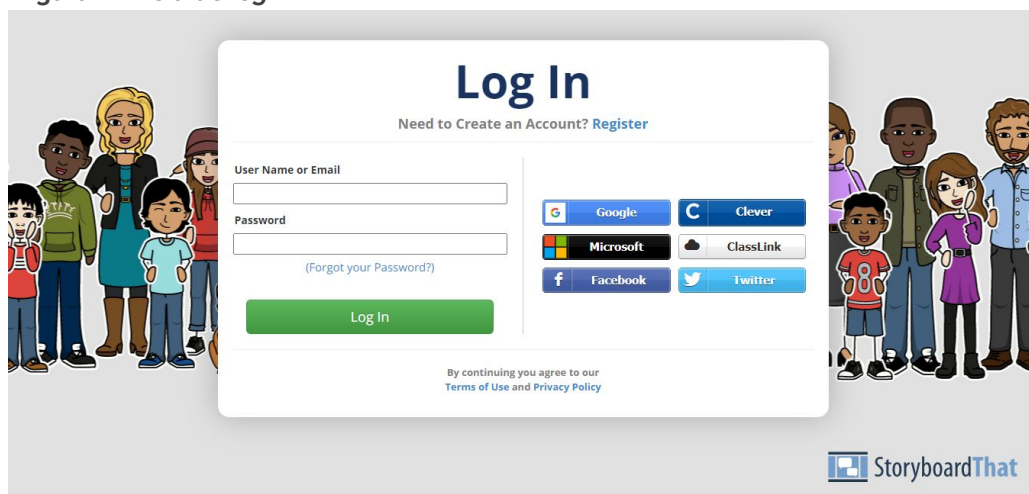 Log In
Need to Create an Account? Register
User Name or Email
Password
(Forgot your Password?)
Log In
Google
Clever
Microsoft
ClassLink
Facebook
Twitter
By continuing you agree to our
Terms of Use and Privacy Policy
8
StoryboardThat